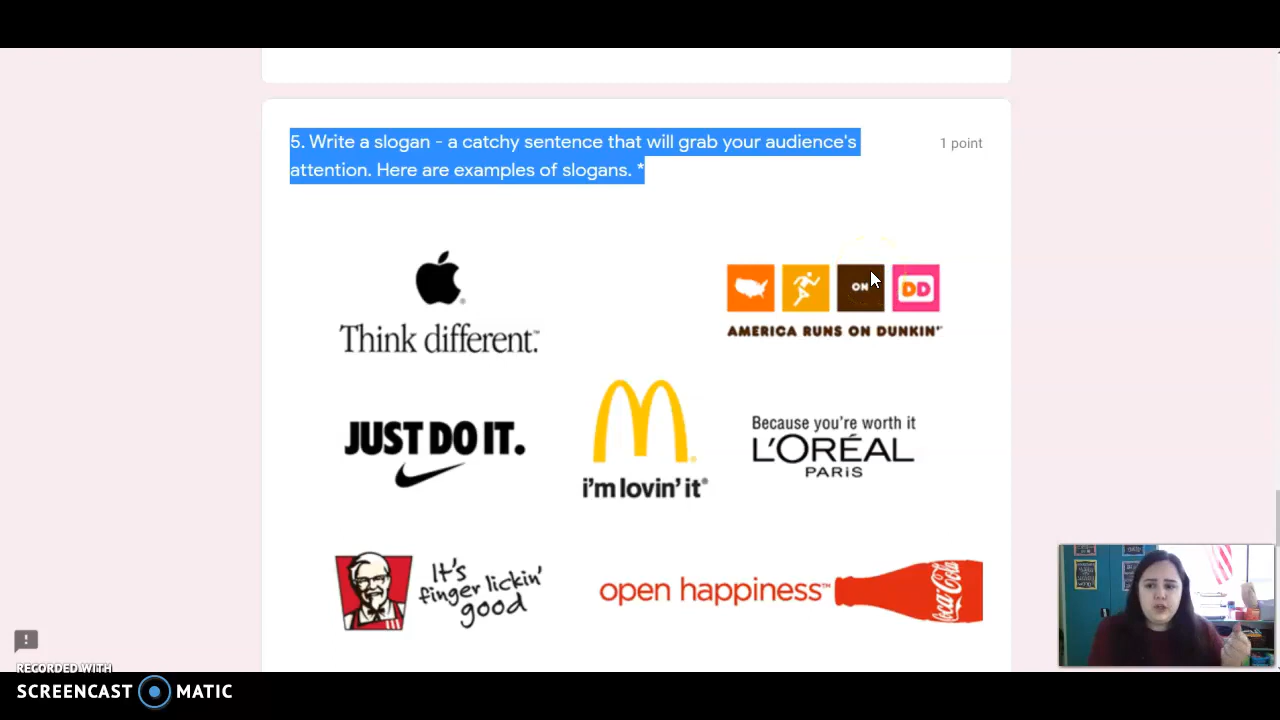 5. Write a slogan - a catchy sentence that will grab your audience's
attention. Here are examples of slogans. *
1 point
Think different.™
ON
DD
AMERICA RUNS ON DUNKIN'
JUST DO IT.
i'm lovin' it®
Because you're worth it
L'ORÉAL
PARiS
It's
finger lickin'
good
open happiness™
Coca-Cola
RECORDED WITH
SCREENCAST MATIC